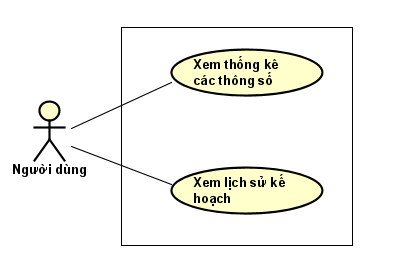 Xem thống kê
các thông số
Người dùng
Xem lịch sử kế
hoạch